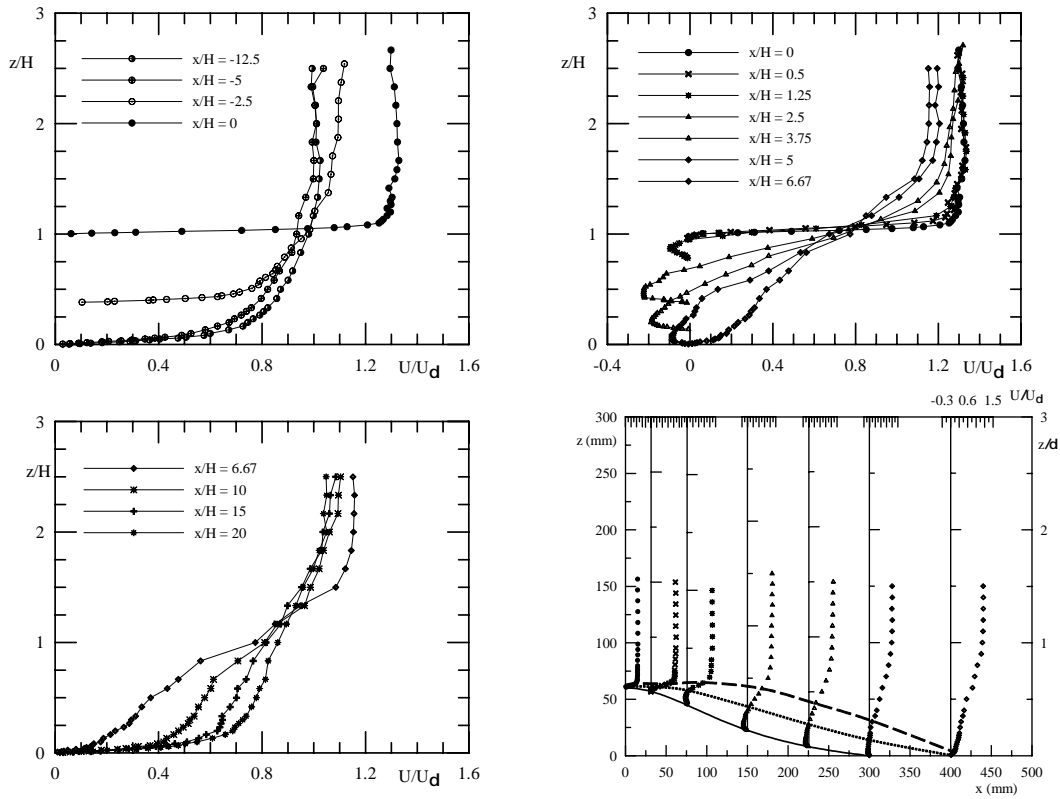 3
z/H
x/H = -12.5
x/H = -5
x/H = -2.5
x/H = 0
2
1
0
0 0.4 0.8 1.2 1.6
U/Ud
3
z/H
x/H = 0
x/H = 0.5
x/H = 1.25
x/H = 2.5
x/H = 3.75
x/H = 5
x/H = 6.67
2
1
0
-0.4 0 0.4 0.8 1.2 1.6
U/Ud
3
z/H
x/H = 6.67
x/H = 10
x/H = 15
x/H = 20
2
1
0
0 0.4 0.8 1.2 1.6
U/Ud
-0.3 0.6 1.5 U/Ud
300 3
z (mm) z/d
250
200 2
150
100 1
50
0 0
0 50 100 150 200 250 300 350 400 450 500
x (mm)